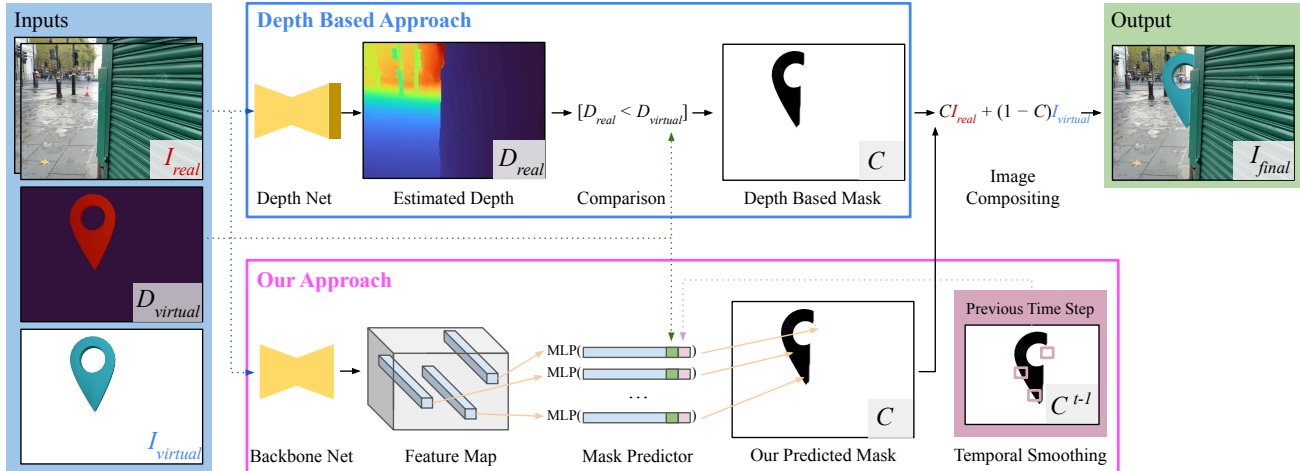 Inputs
I_real
D_virtual
I_virtual
Depth Based Approach
D_real
[D_real < D_virtual]
C
Depth Net
Estimated Depth
Comparison
Depth Based Mask
CI_real + (1 − C)I_virtual
Image
Compositing
Output
I_final
Our Approach
MLP( )
MLP( )
...
MLP( )
C
Previous Time Step
C^t-1
Backbone Net
Feature Map
Mask Predictor
Our Predicted Mask
Temporal Smoothing